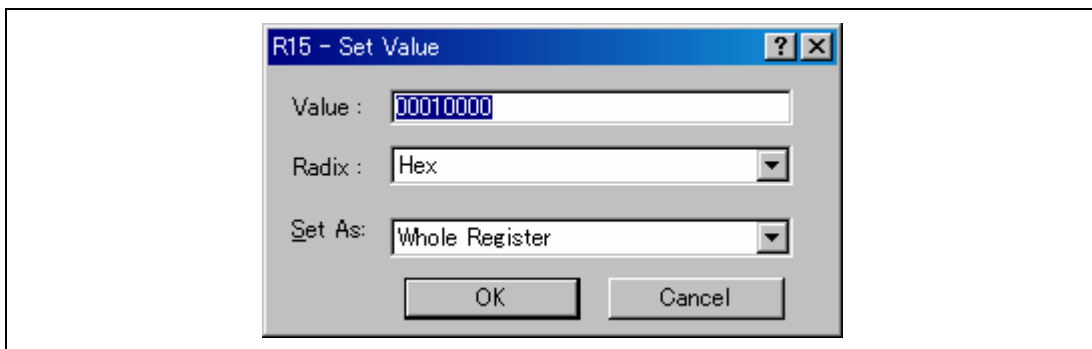 R15 - Set Value
Value : 00010000
Radix : Hex
Set As: Whole Register
OK Cancel